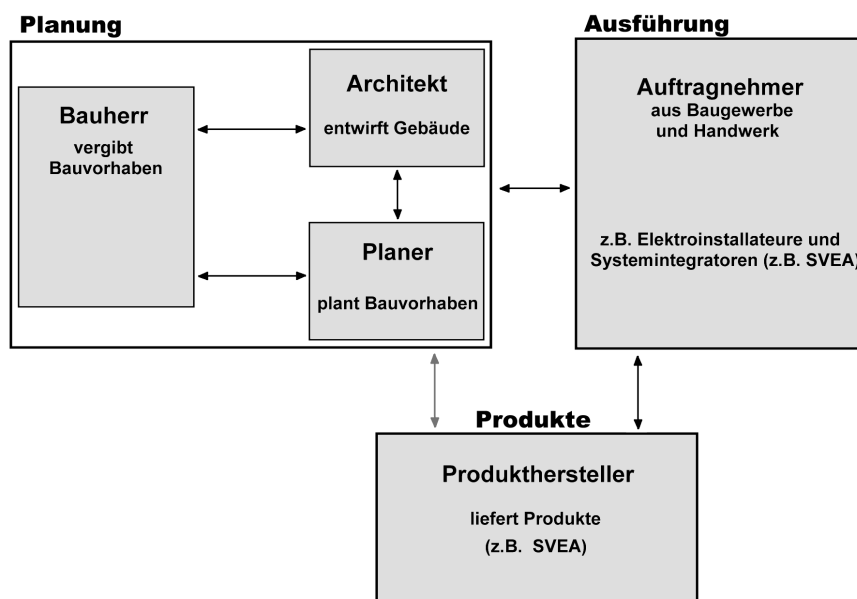 Planung
Bauherr
vergibt
Bauvorhaben
Architekt
entwirft Gebäude
Planer
plant Bauvorhaben
Ausführung
Auftragnehmer
aus Baugewerbe
und Handwerk
z.B. Elektroinstallateure und
Systemintegratoren (z.B. SVEA)
Produkte
Produkthersteller
liefert Produkte
(z.B. SVEA)